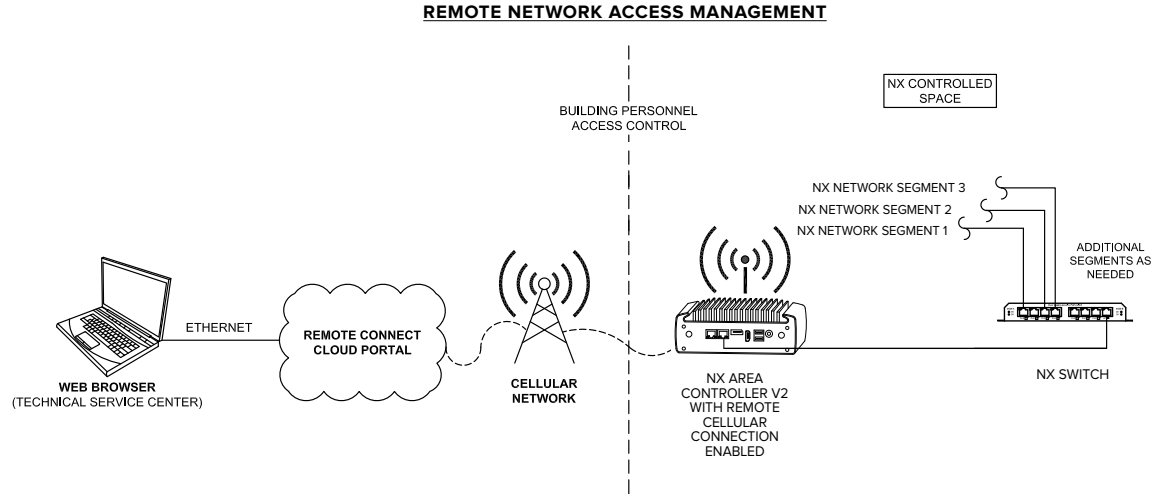 REMOTE NETWORK ACCESS MANAGEMENT
NX CONTROLLED
SPACE
BUILDING PERSONNEL
ACCESS CONTROL
NX NETWORK SEGMENT 3
NX NETWORK SEGMENT 2
NX NETWORK SEGMENT 1
ADDITIONAL
SEGMENTS AS
NEEDED
ETHERNET
REMOTE CONNECT
CLOUD PORTAL
WEB BROWSER
(TECHNICAL SERVICE CENTER)
CELLULAR
NETWORK
NX AREA
CONTROLLER V2
WITH REMOTE
CELLULAR
CONNECTION
ENABLED
NX SWITCH